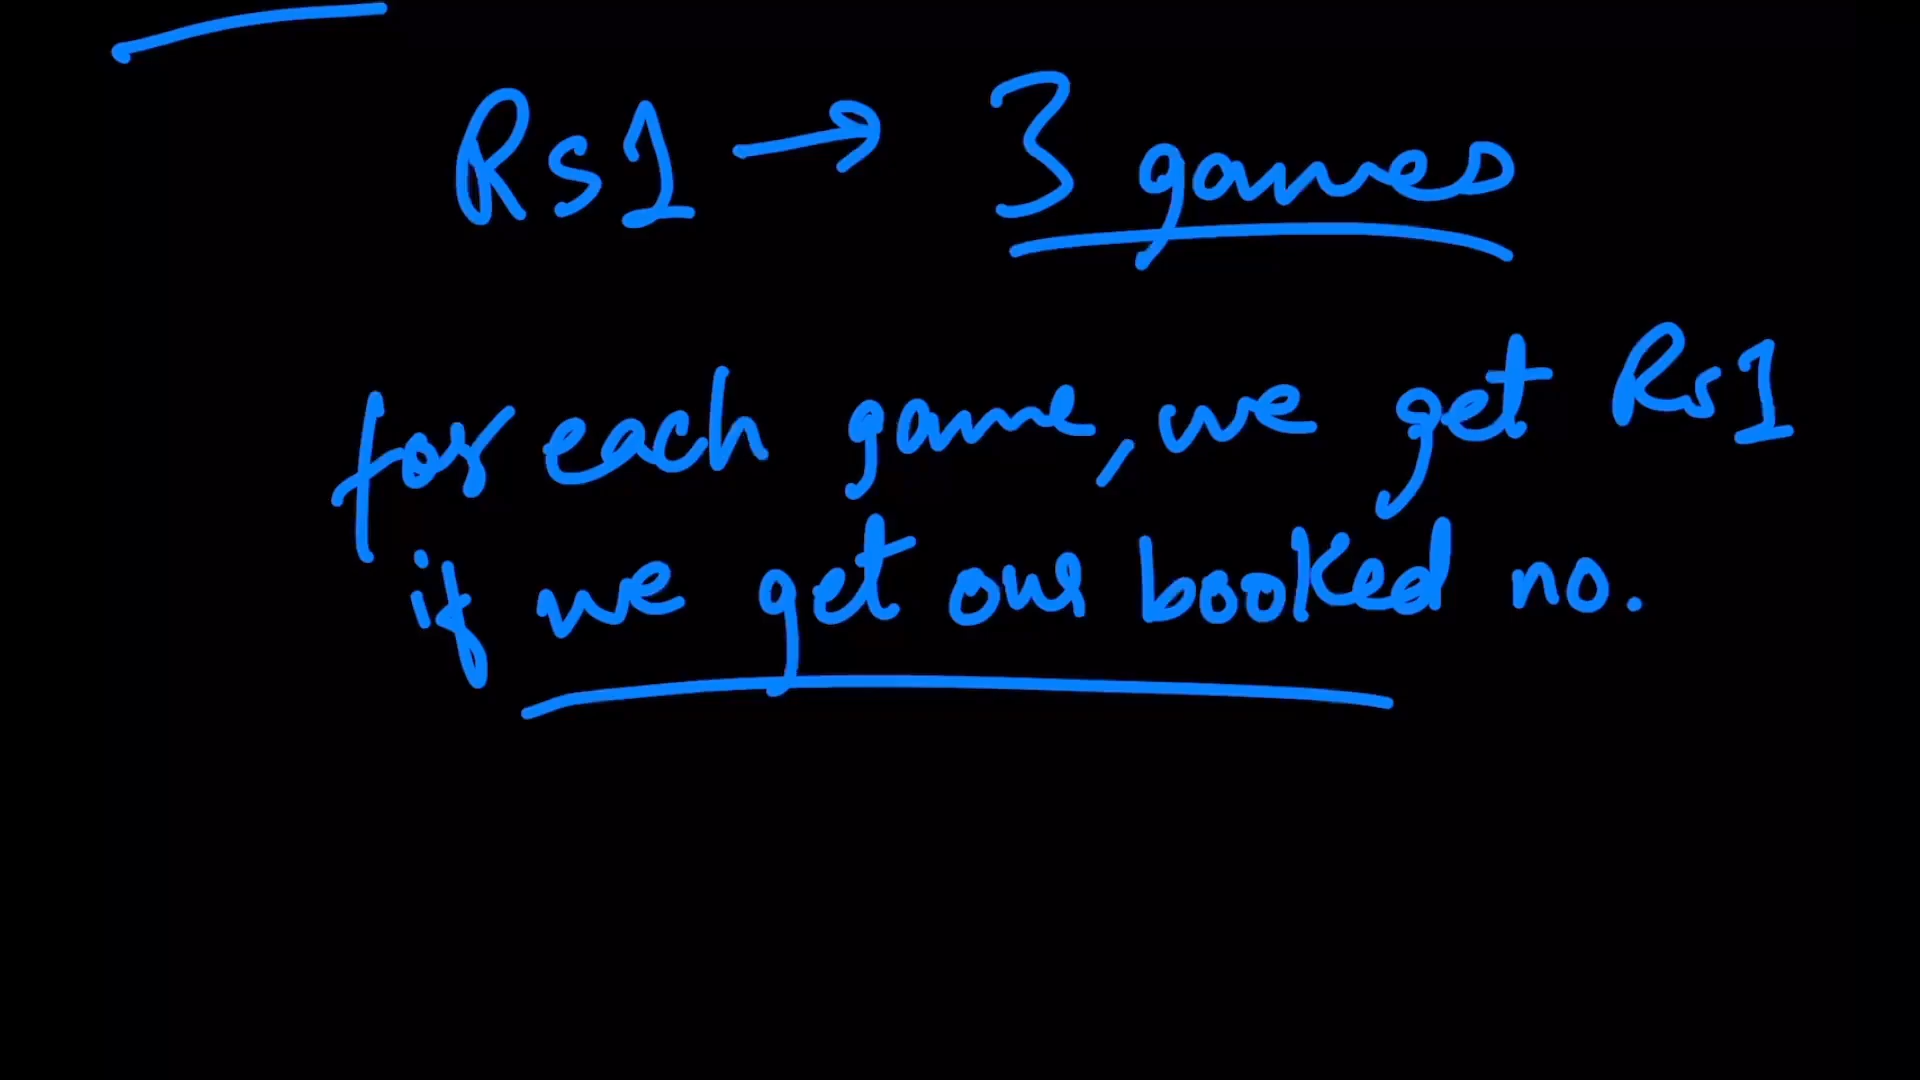 Rs1 → 3 games
for each game, we get Rs1
if we get our booked no.